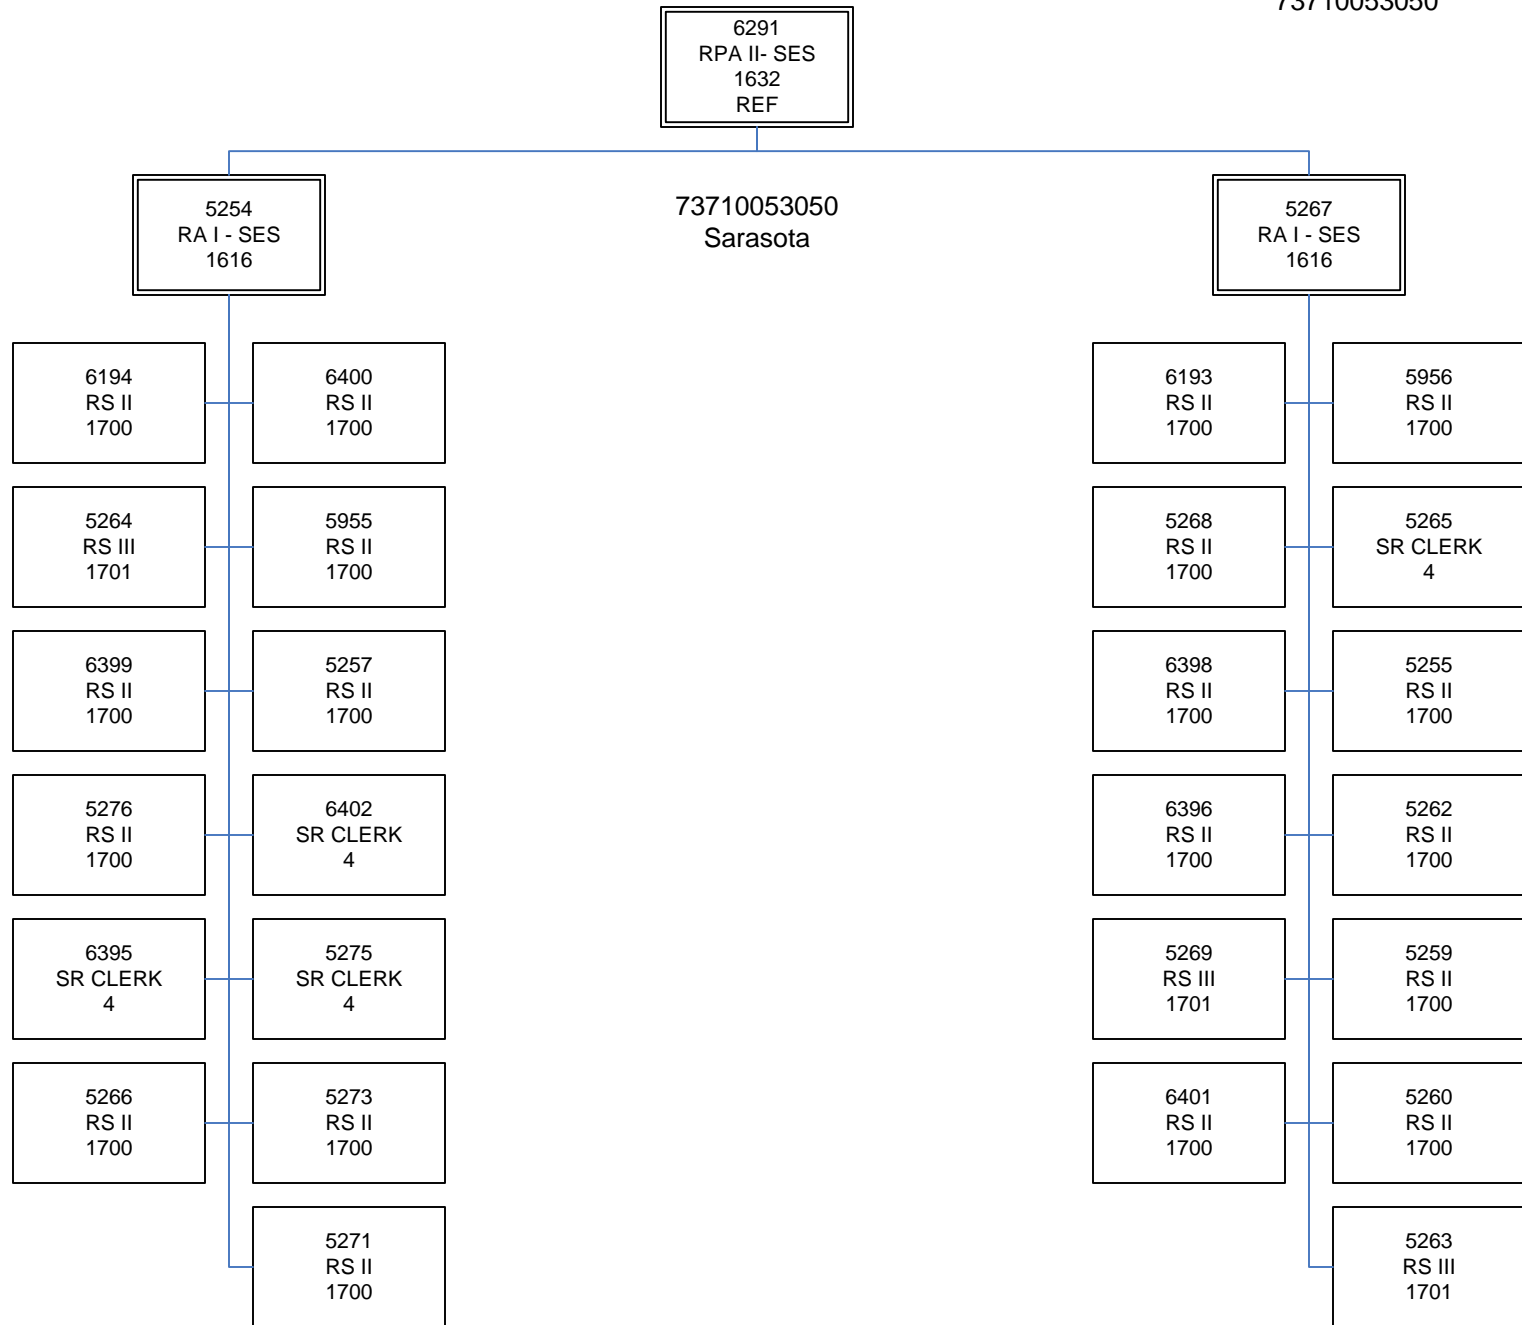 73710053050
6291
RPA II- SES
1632
REF
5254
RA I - SES
1616
73710053050
Sarasota
5267
RA I - SES
1616
6194
RS II
1700
6400
RS II
1700
6193
RS II
1700
5956
RS II
1700
5264
RS III
1701
5955
RS II
1700
5268
RS II
1700
5265
SR CLERK
4
6399
RS II
1700
5257
RS II
1700
6398
RS II
1700
5255
RS II
1700
5276
RS II
1700
6402
SR CLERK
4
6396
RS II
1700
5262
RS II
1700
6395
SR CLERK
4
5275
SR CLERK
4
5269
RS III
1701
5259
RS II
1700
5266
RS II
1700
5273
RS II
1700
6401
RS II
1700
5260
RS II
1700
5271
RS II
1700
5263
RS III
1701